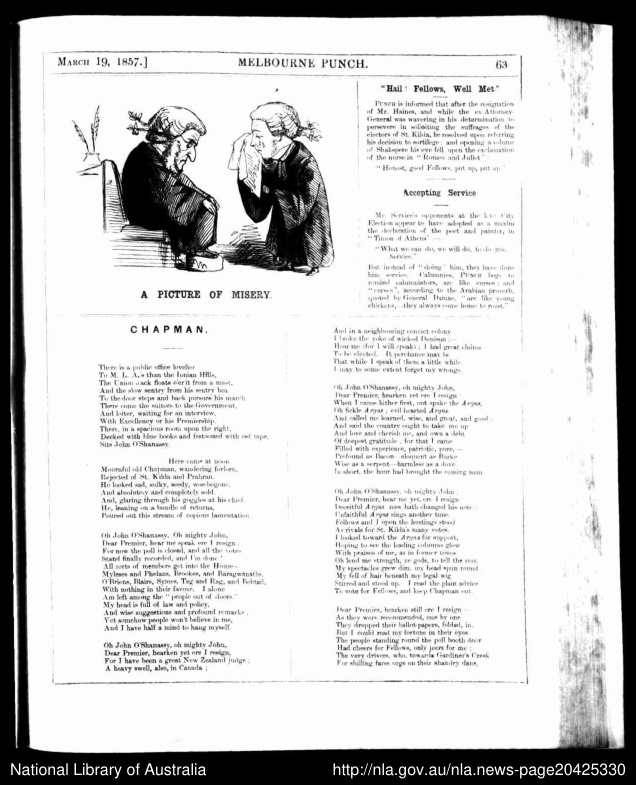 MARCH 19, 1857.]
MELBOURNE PUNCH.
63
A PICTURE OF MISERY.
"Hail! Fellows, Well Met"
PUNCH is informed that after the resignation
of Mr. Haines, and while the ex-Attorney-
General was wavering in his determination to
persevere in soliciting the suffrages of the
electors of St. Kilda, he resolved upon referring
his decision to sortilege: and opening a volume
of Shakspere his eye fell upon the exclamation
of the nurse in "Romeo and Juliet"
"Honest, good Fellows, put up, put up
Accepting Service
Mr. Service's opponents at the late City
Election appear to have adopted as a maxim
the declaration of the poet and painter, in
"Timon of Athens"
"What we can do, we will do, to do you,
Service."
But instead of "doing" him, they have done
him service. Calumnies, PUNCH begs to
remind calumniators, are like curses; and
"curses", according to the Arabian proverb,
quoted by General Damas, "are like young
chickens,—they always come home to roost."
CHAPMAN.
There is a public office lovelier
To M. L. A.'s than the Ionian Hills,
The Union Jack floats o'er it from a mast,
And the slow sentry from his sentry box
To the door steps and back pursues his march.
There come the suitors to the Government,
And loiter, waiting for an interview,
With Excellency or his Premiership.
There, in a spacious room upon the right,
Decked with blue books and festooned with red tape,
Sits John O'Shanassy.
Here came at noon
Mournful old Chapman, wandering forlorn,
Rejected of St. Kilda and Prahran.
He looked sad, sulky, seedy, woe-begone,
And absolutely and completely sold.
And, glaring through his goggles at his chief,
He, leaning on a bundle of returns,
Poured out this stream of copious lamentation.
Oh John O'Shanassy, Oh mighty John,
Dear Premier, hear me speak ere I resign,
For now the poll is closed, and all the votes
Stand finally recorded, and I'm done!
All sorts of members get into the House—
Myleses and Phelans, Brookes, and Baragwanaths,
O'Briens, Blairs, Symes, Tag and Rag, and Bobtail,
With nothing in their favour. I alone
Am left among the "people out of doors."
My head is full of law and policy,
And wise suggestions and profound remarks;
Yet somehow people won't believe in me,
And I have half a mind to hang myself.
Oh John O'Shanassy, oh mighty John,
Dear Premier, hearken yet ere I resign,
For I have been a great New Zealand judge;
A heavy swell, also, in Canada;
And in a neighbouring convict colony
I broke the yoke of wicked Denison:—
Hear me (for I will speak); I had great claims
To be elected. It perchance may be
That while I speak of them a little while
I may to some extent forget my wrongs.
Oh John O'Shanassy, oh mighty John,
Dear Premier, hearken yet ere I resign
When I came hither first, out spake the Argus,
Oh fickle Argus; evil-hearted Argus
And called me learned, wise, and great, and good;
And said the country ought to take me up
And love and cherish me, and own a debt
Of deepest gratitude; for that I came
Filled with experience, patriotic, pure,—
Profound as Bacon—eloquent as Burke
Wise as a serpent—harmless as a dove.
In short, the hour had brought the coming man.
Oh John O'Shanassy, oh mighty John;
Dear Premier, hear me yet, ere I resign
Deceitful Argus now hath changed his note;
Unfaithful Argus sings another tune.
Fellows and I upon the hustings stood
As rivals for St. Kilda's many votes.
I looked toward the Argus for support,
Hoping to see the leading columns glow
With praises of me, as in former times
Oh lend me strength, ye gods, to tell the rest,
My spectacles grew dim, my head spun round
My fell of hair beneath my legal wig
Stirred and stood up. I read the plain advice
To vote for Fellows, and keep Chapman out.
Dear Premier, hearken still ere I resign—
As they were recommended, one by one
They dropped their ballot-papers, folded, in.
But I could read my fortune in their eyes
The people standing round the poll booth door
Had cheers for Fellows, only jeers for me;
The very drivers, who, towards Gardiner's Creek
For shilling fares urge on their shandry dans,
National Library of Australia
http://nla.gov.au/nla.news-page20425330